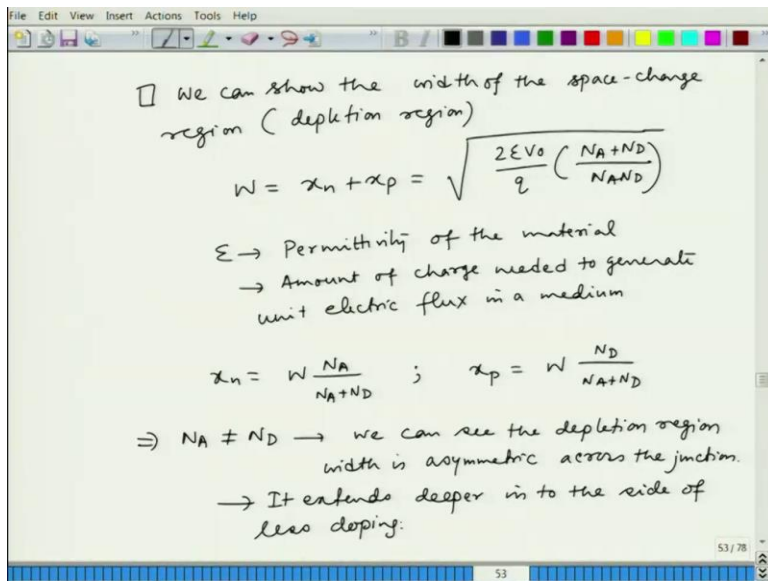 File Edit View Insert Actions Tools Help
We can show the width of the space-charge
region (depletion region)
W = xn + xp = √(2εV0/q (NA+ND/NAND))
ε → Permittivity of the material
→ Amount of charge needed to generate
unit electric flux in a medium
xn = W NA/NA+ND ; xp = W ND/NA+ND
⇒ NA ≠ ND → we can see the depletion region
width is asymmetric across the junction.
→ It extends deeper in to the side of
less doping.
53/78
53